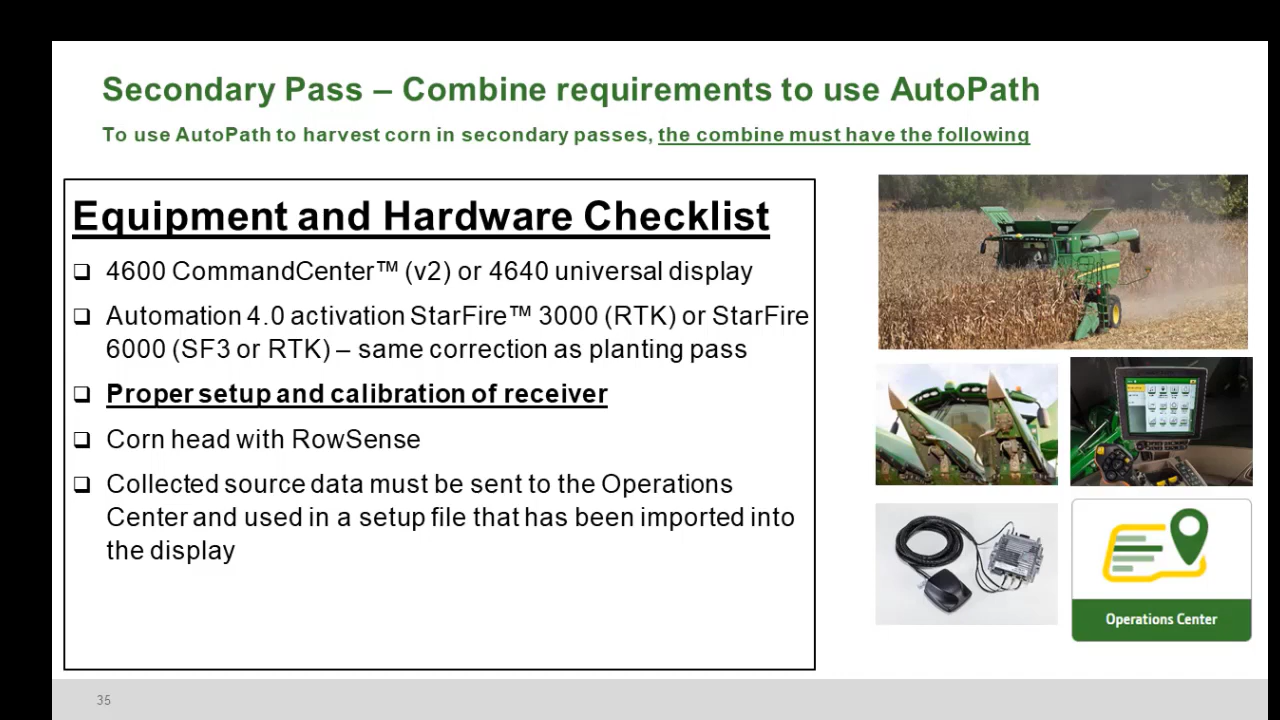 Secondary Pass – Combine requirements to use AutoPath
To use AutoPath to harvest corn in secondary passes, the combine must have the following
Equipment and Hardware Checklist
❑ 4600 CommandCenter™ (v2) or 4640 universal display
❑ Automation 4.0 activation StarFire™ 3000 (RTK) or StarFire
6000 (SF3 or RTK) – same correction as planting pass
❑ Proper setup and calibration of receiver
❑ Corn head with RowSense
❑ Collected source data must be sent to the Operations
Center and used in a setup file that has been imported into
the display
Operations Center
35